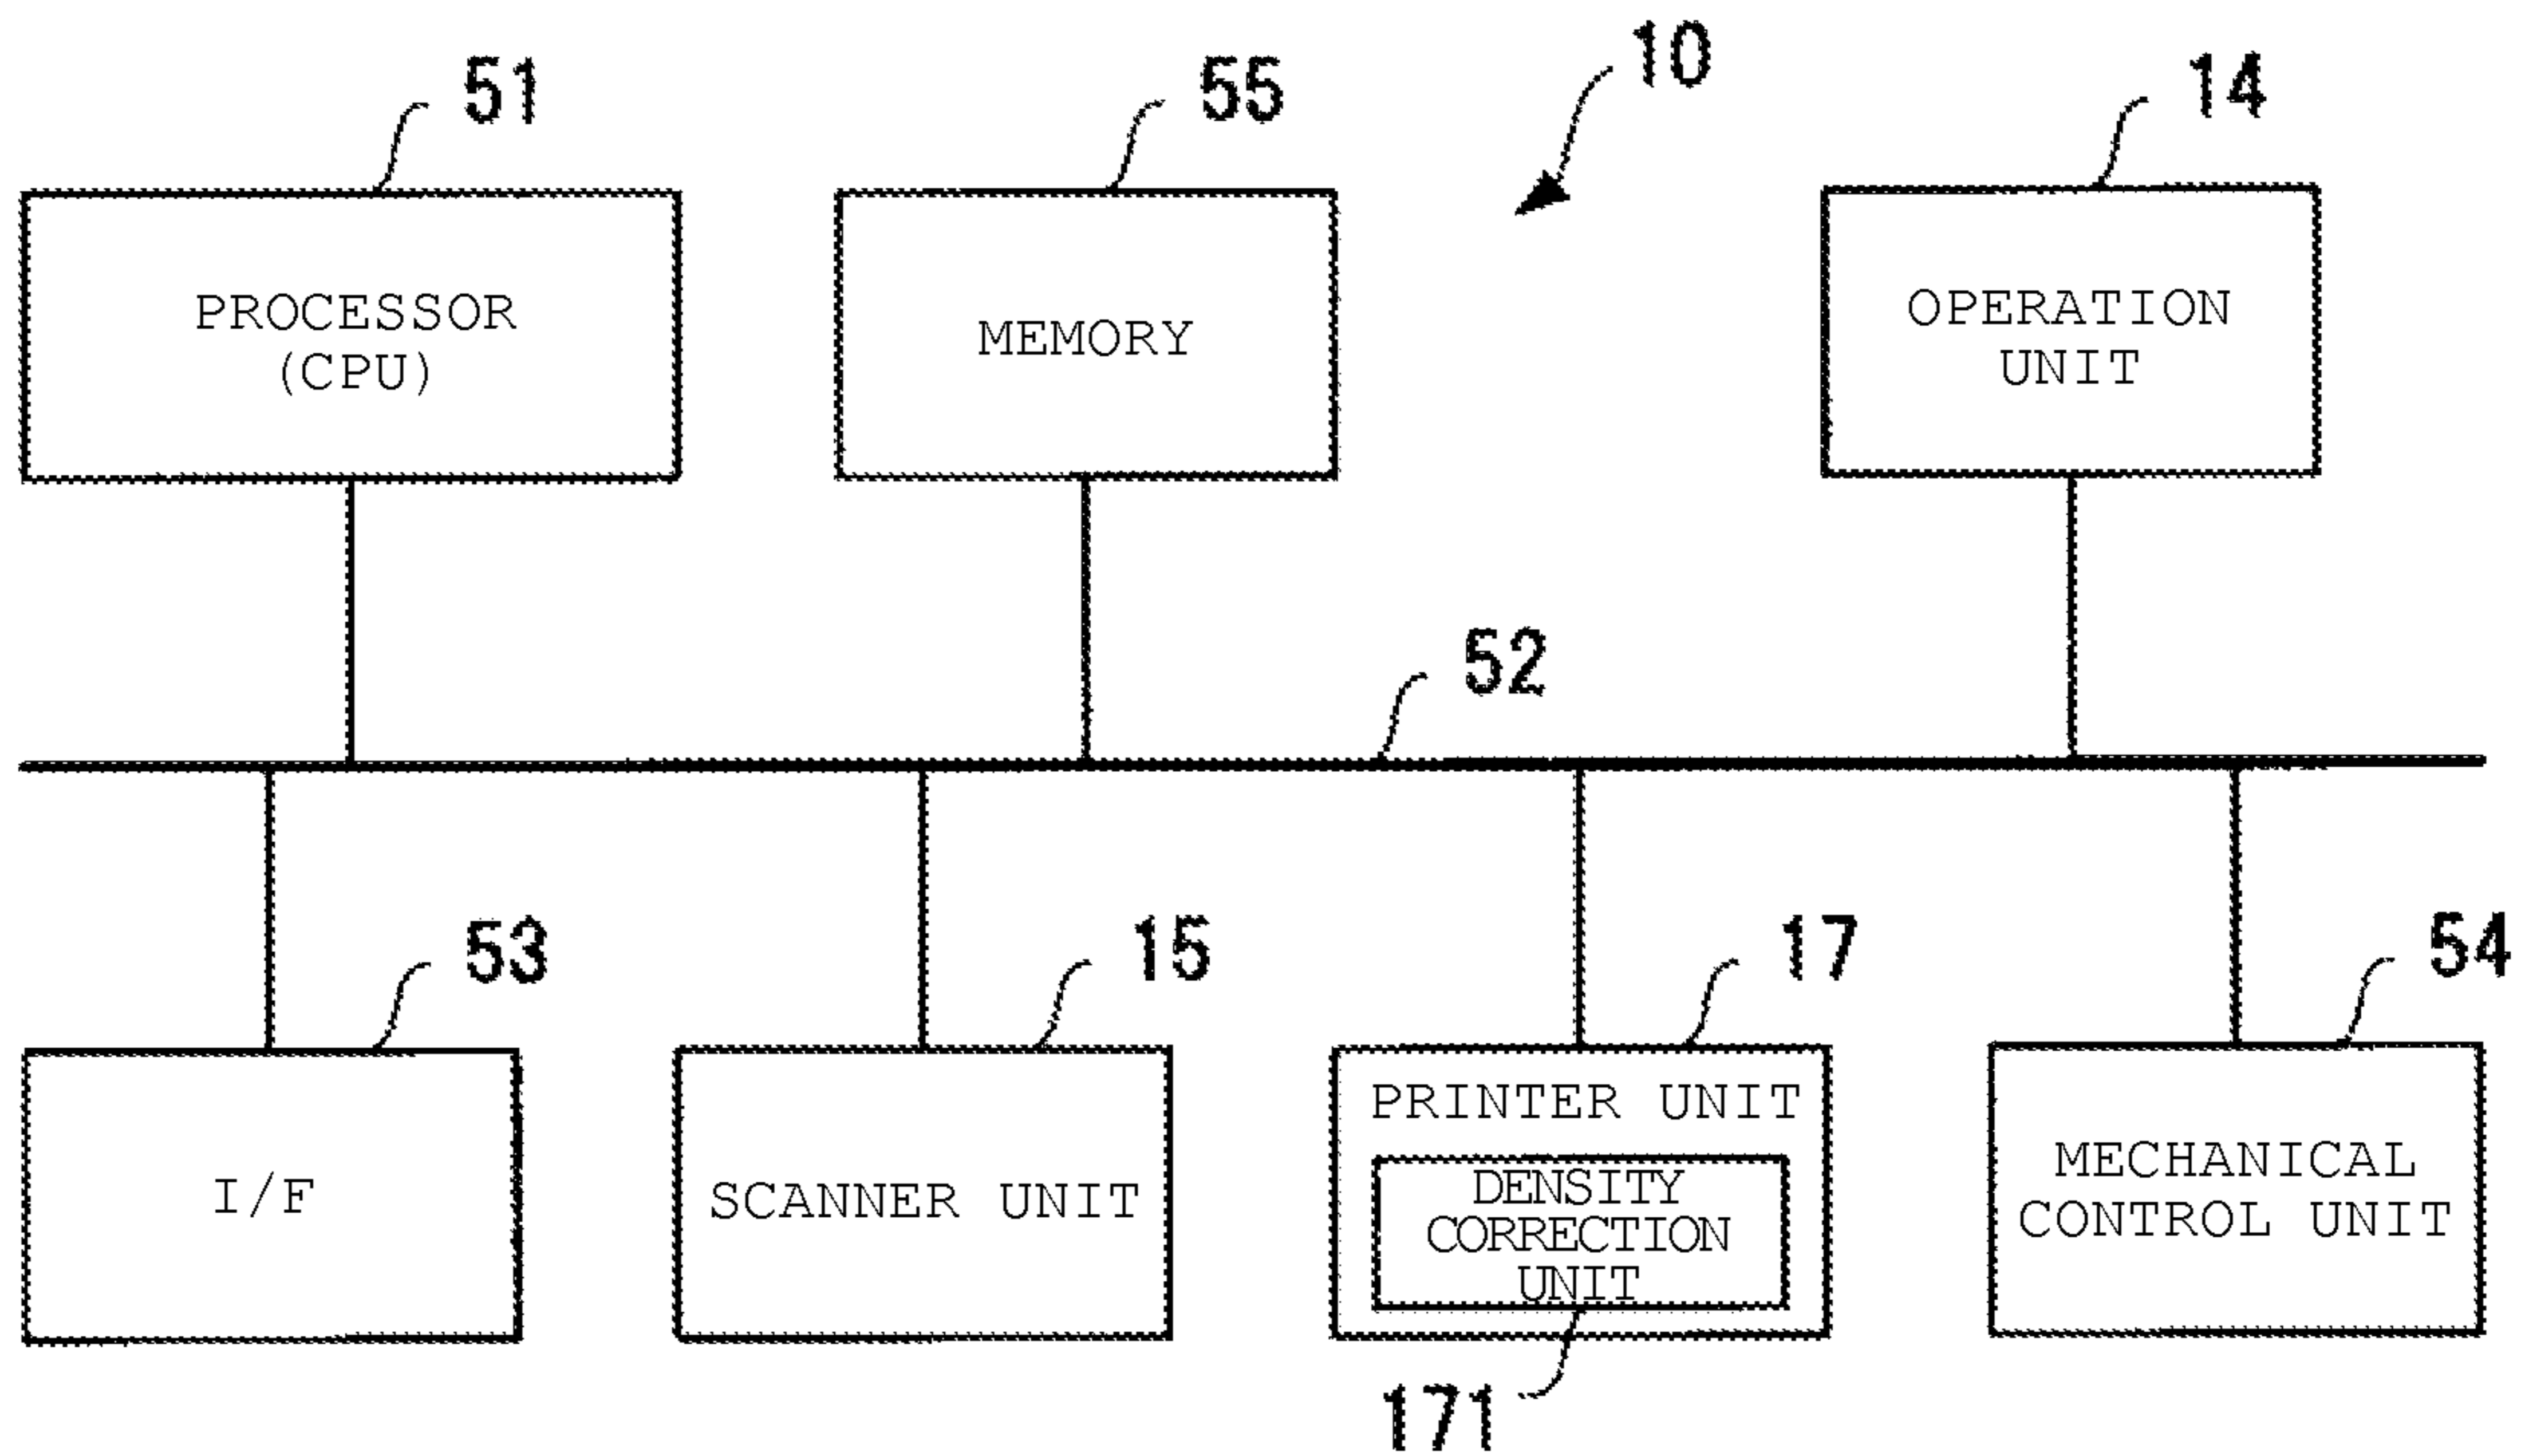 10
51
55
14
PROCESSOR
(CPU)
MEMORY
OPERATION
UNIT
52
53
15
17
54
I/F
SCANNER UNIT
PRINTER UNIT
DENSITY
CORRECTION
UNIT
MECHANICAL
CONTROL UNIT
171